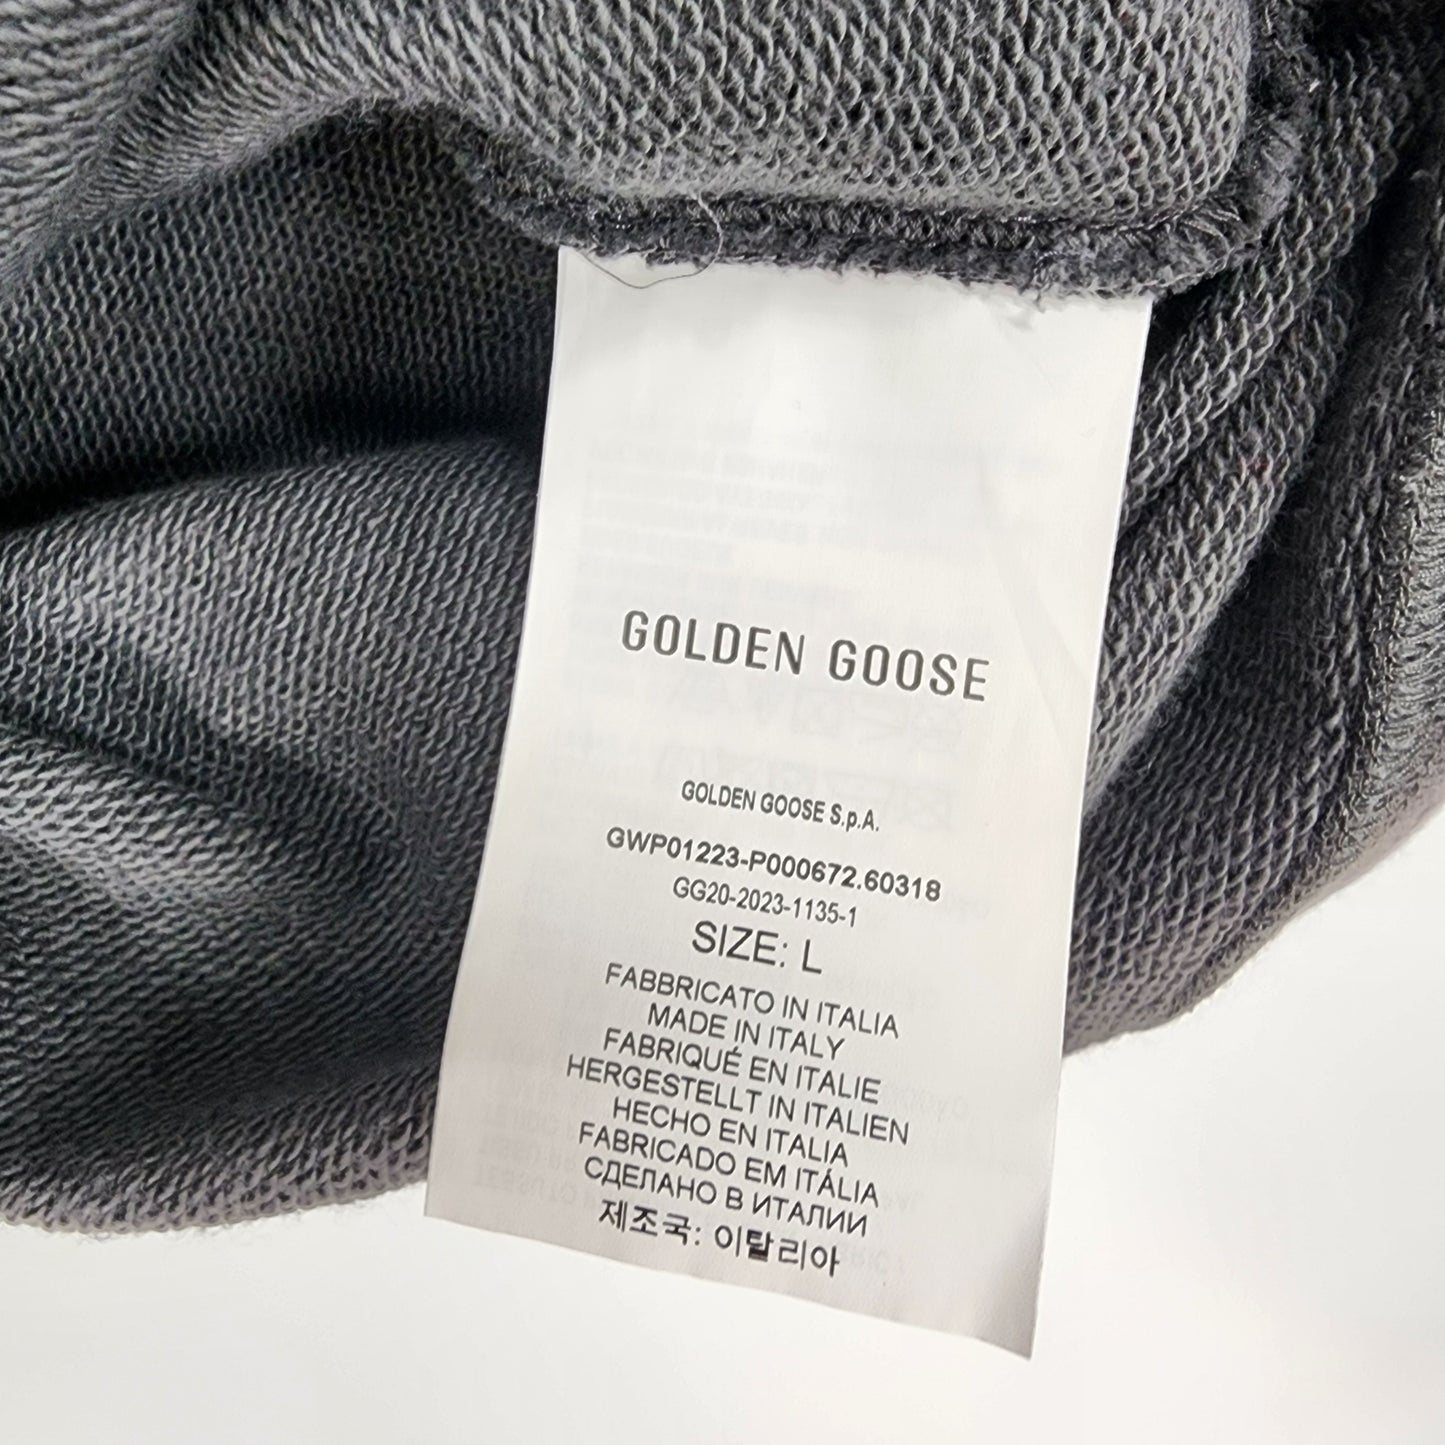 GOLDEN GOOSE
GOLDEN GOOSE S.p.A.
GWP01223-P000672.60318
GG20-2023-1135-1
SIZE: L
FABBRICATO IN ITALIA
MADE IN ITALY
FABRIQUÉ EN ITALIE
HERGESTELLT IN ITALIEN
HECHO EN ITALIA
FABRICADO EM ITÁLIA
СДЕЛАНО В ИТАЛИИ
제조국: 이탈리아